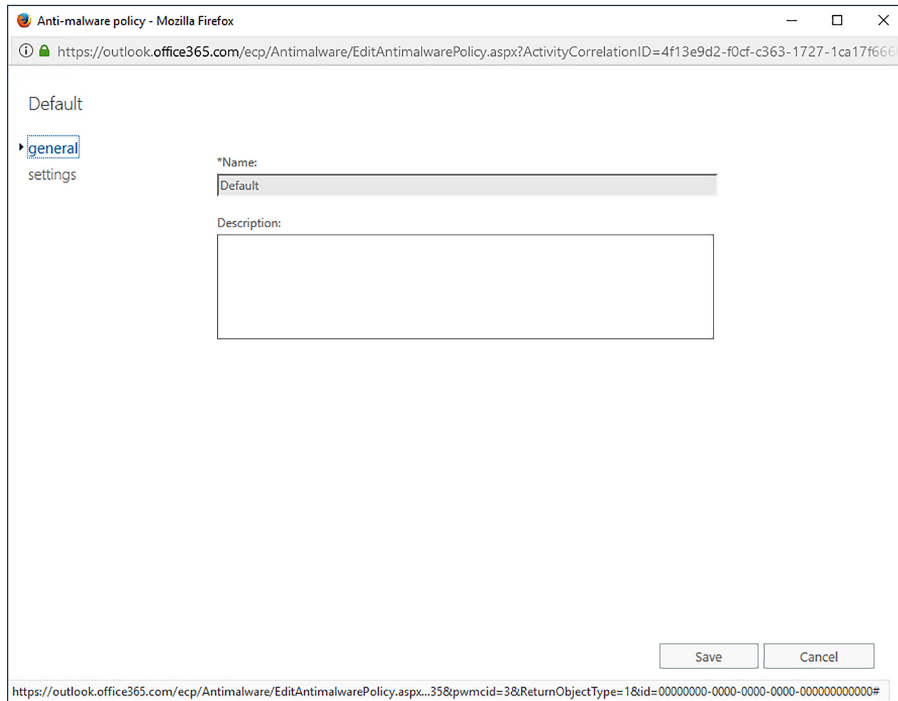 Anti-malware policy - Mozilla Firefox
https://outlook.office365.com/ecp/Antimalware/EditAntimalwarePolicy.aspx?ActivityCorrelationID=4f13e9d2-f0cf-c363-1727-1ca17f666
Default
general
settings
*Name:
Default
Description:
Save
Cancel
https://outlook.office365.com/ecp/Antimalware/EditAntimalwarePolicy.aspx...35&pwmcid=3&ReturnObjectType=1&id=00000000-0000-0000-0000-000000000000#